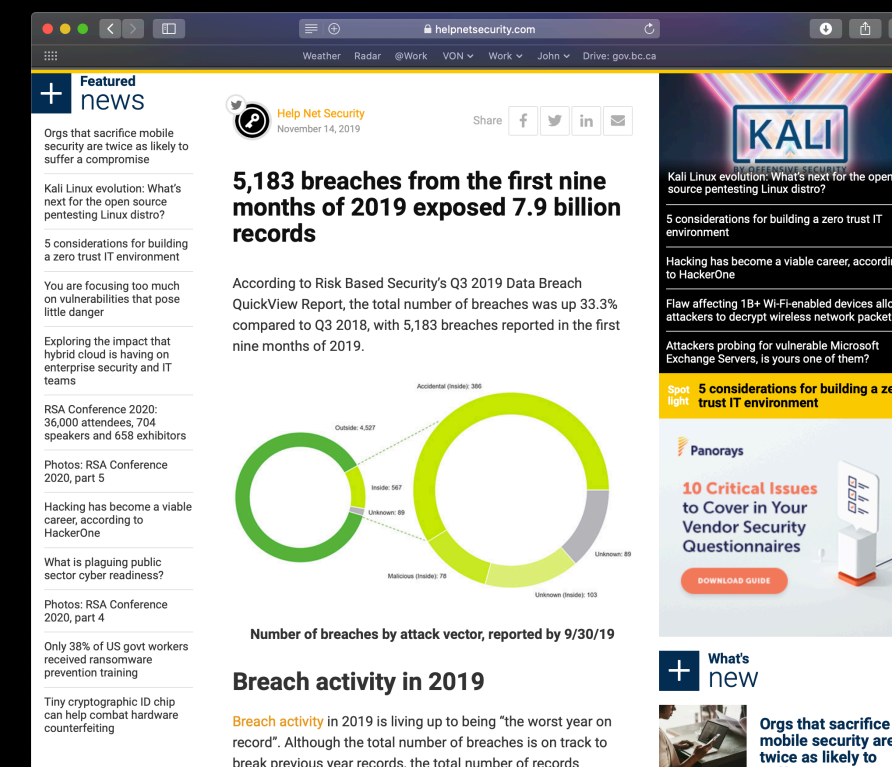 helpnetsecurity.com
Weather Radar @Work VON Work John Drive: gov.bc.ca
Featured
news
Orgs that sacrifice mobile
security are twice as likely to
suffer a compromise
Kali Linux evolution: What's
next for the open source
pentesting Linux distro?
5 considerations for building
a zero trust IT environment
You are focusing too much
on vulnerabilities that pose
little danger
Exploring the impact that
hybrid cloud is having on
enterprise security and IT
teams
RSA Conference 2020:
36,000 attendees, 704
speakers and 658 exhibitors
Photos: RSA Conference
2020, part 5
Hacking has become a viable
career, according to
HackerOne
What is plaguing public
sector cyber readiness?
Photos: RSA Conference
2020, part 4
Only 38% of US govt workers
received ransomware
prevention training
Tiny cryptographic ID chip
can help combat hardware
counterfeiting
Help Net Security
November 14, 2019
Share
5,183 breaches from the first nine
months of 2019 exposed 7.9 billion
records
According to Risk Based Security's Q3 2019 Data Breach
QuickView Report, the total number of breaches was up 33.3%
compared to Q3 2018, with 5,183 breaches reported in the first
nine months of 2019.
Accidental (Inside): 386
Outside: 4,527
Inside: 567
Unknown: 89
Unknown: 89
Malicious (Inside): 78
Unknown (Inside): 103
Number of breaches by attack vector, reported by 9/30/19
Breach activity in 2019
Breach activity in 2019 is living up to being “the worst year on
record”. Although the total number of breaches is on track to
break previous year records, the total number of records
KALI
BY OFFENSIVE SECURITY
Kali Linux evolution: What's next for the open
source pentesting Linux distro?
5 considerations for building a zero trust IT
environment
Hacking has become a viable career, accordi
to HackerOne
Flaw affecting 1B+ Wi-Fi-enabled devices allo
attackers to decrypt wireless network packet
Attackers probing for vulnerable Microsoft
Exchange Servers, is yours one of them?
Spot
light
5 considerations for building a ze
trust IT environment
Panorays
10 Critical Issues
to Cover in Your
Vendor Security
Questionnaires
DOWNLOAD GUIDE
What's
new
Orgs that sacrifice
mobile security are
twice as likely to